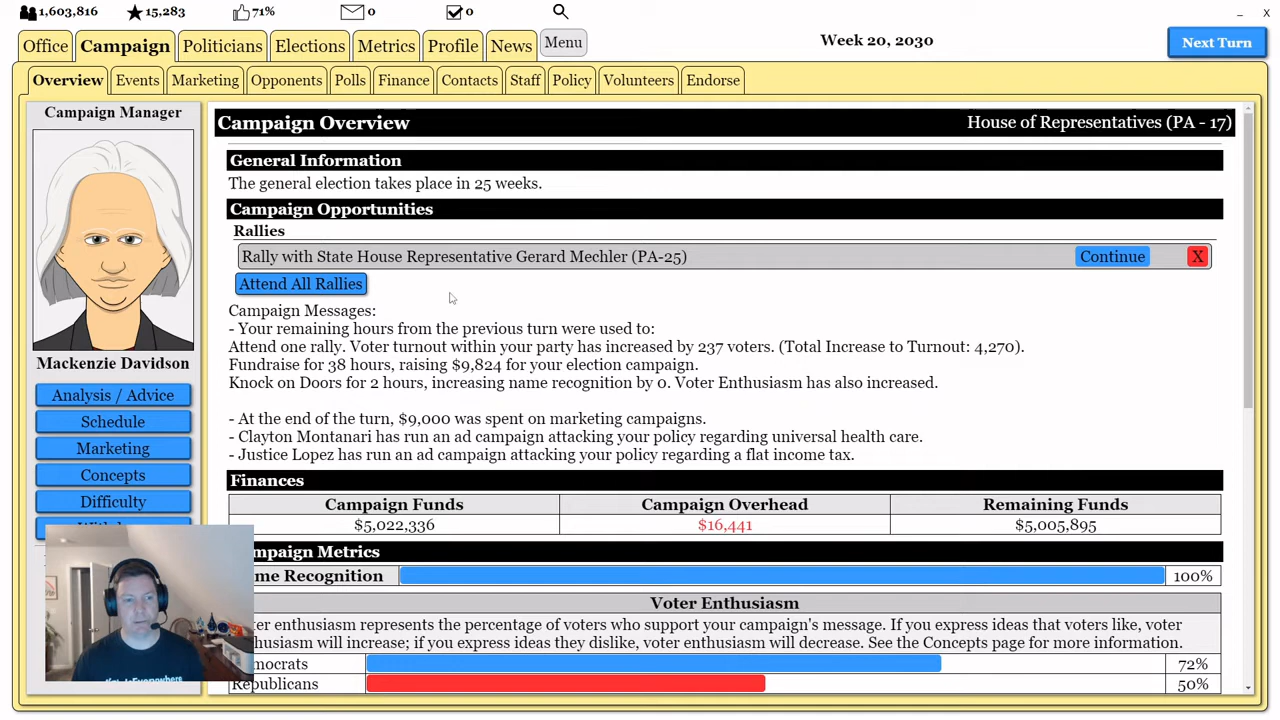 1,603,816 15,283 71% 0 0
Office Campaign Politicians Elections Metrics Profile News Menu Week 20, 2030 Next Turn
Overview Events Marketing Opponents Polls Finance Contacts Staff Policy Volunteers Endorse
Campaign Manager
Mackenzie Davidson
Analysis / Advice
Schedule
Marketing
Concepts
Difficulty
Campaign Overview House of Representatives (PA - 17)
General Information
The general election takes place in 25 weeks.
Campaign Opportunities
Rallies
Rally with State House Representative Gerard Mechler (PA-25) Continue X
Attend All Rallies
Campaign Messages:
- Your remaining hours from the previous turn were used to:
Attend one rally. Voter turnout within your party has increased by 237 voters. (Total Increase to Turnout: 4,270).
Fundraise for 38 hours, raising $9,824 for your election campaign.
Knock on Doors for 2 hours, increasing name recognition by 0. Voter Enthusiasm has also increased.
- At the end of the turn, $9,000 was spent on marketing campaigns.
- Clayton Montanari has run an ad campaign attacking your policy regarding universal health care.
- Justice Lopez has run an ad campaign attacking your policy regarding a flat income tax.
Finances
Campaign Funds Campaign Overhead Remaining Funds
$5,022,336 $16,441 $5,005,895
ampaign Metrics
me Recognition 100%
Voter Enthusiasm
ter enthusiasm represents the percentage of voters who support your campaign's message. If you express ideas that voters like, voter
husiasm will increase; if you express ideas they dislike, voter enthusiasm will decrease. See the Concepts page for more information.
mocrats 72%
Republicans 50%